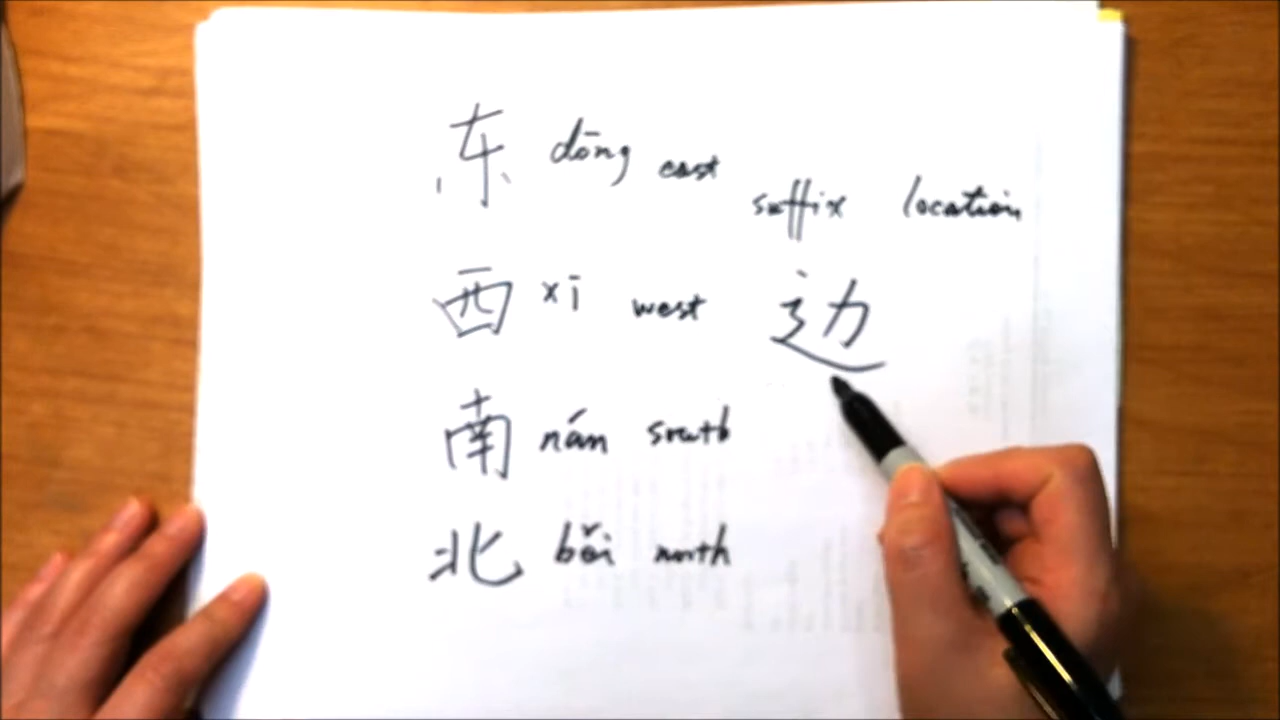 东 dōng east
suffix location
西 xī west 边
南 nán south
北 běi north